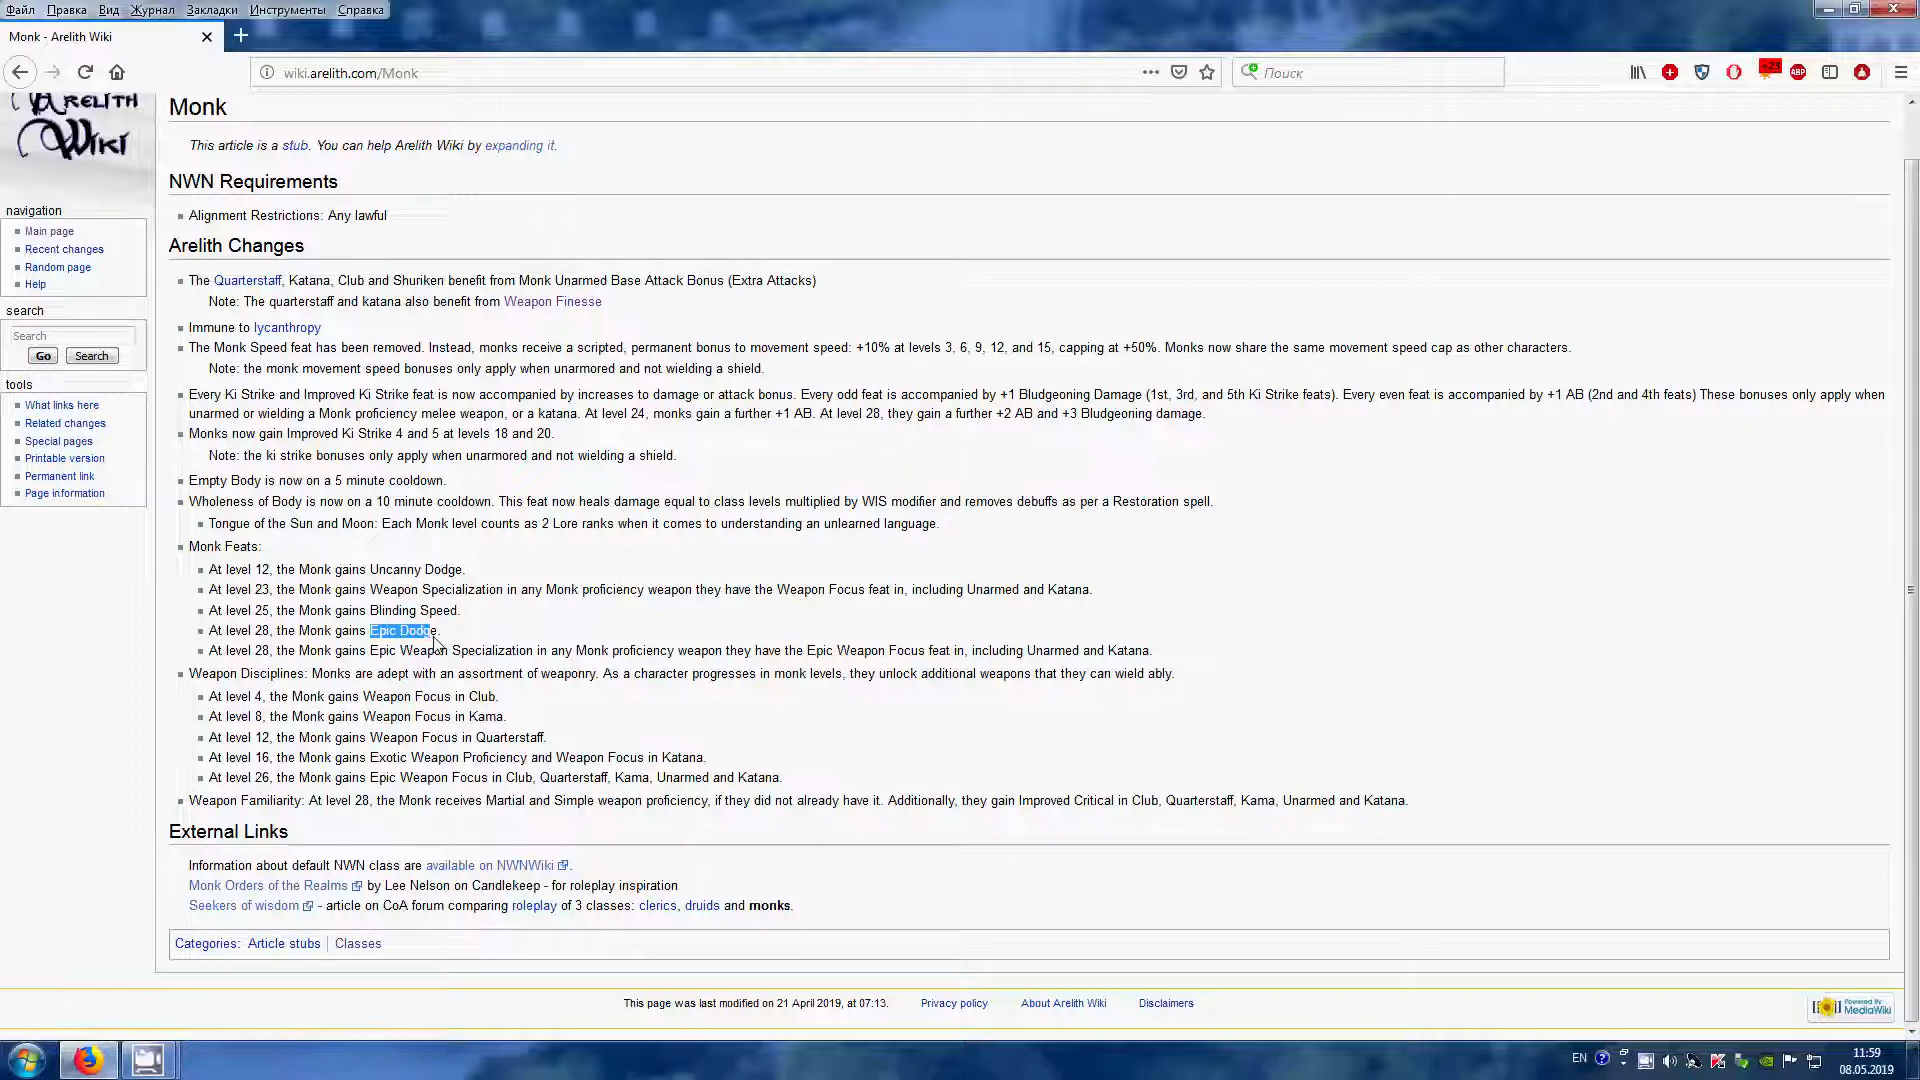 Файл Правка Вид Журнал Закладки Инструменты Справка
Monk - Arelith Wiki
wiki.arelith.com/Monk
Поиск
+23
ABP
Arelith
Wiki
navigation
Main page
Recent changes
Random page
Help
search
Search
Go Search
tools
What links here
Related changes
Special pages
Printable version
Permanent link
Page information
Monk
This article is a stub. You can help Arelith Wiki by expanding it.
NWN Requirements
Alignment Restrictions: Any lawful
Arelith Changes
The Quarterstaff, Katana, Club and Shuriken benefit from Monk Unarmed Base Attack Bonus (Extra Attacks)
Note: The quarterstaff and katana also benefit from Weapon Finesse
Immune to lycanthropy
The Monk Speed feat has been removed. Instead, monks receive a scripted, permanent bonus to movement speed: +10% at levels 3, 6, 9, 12, and 15, capping at +50%. Monks now share the same movement speed cap as other characters.
Note: the monk movement speed bonuses only apply when unarmored and not wielding a shield.
Every Ki Strike and Improved Ki Strike feat is now accompanied by increases to damage or attack bonus. Every odd feat is accompanied by +1 Bludgeoning Damage (1st, 3rd, and 5th Ki Strike feats). Every even feat is accompanied by +1 AB (2nd and 4th feats) These bonuses only apply when
unarmed or wielding a Monk proficiency melee weapon, or a katana. At level 24, monks gain a further +1 AB. At level 28, they gain a further +2 AB and +3 Bludgeoning damage.
Monks now gain Improved Ki Strike 4 and 5 at levels 18 and 20.
Note: the ki strike bonuses only apply when unarmored and not wielding a shield.
Empty Body is now on a 5 minute cooldown.
Wholeness of Body is now on a 10 minute cooldown. This feat now heals damage equal to class levels multiplied by WIS modifier and removes debuffs as per a Restoration spell.
Tongue of the Sun and Moon: Each Monk level counts as 2 Lore ranks when it comes to understanding an unlearned language.
Monk Feats:
At level 12, the Monk gains Uncanny Dodge.
At level 23, the Monk gains Weapon Specialization in any Monk proficiency weapon they have the Weapon Focus feat in, including Unarmed and Katana.
At level 25, the Monk gains Blinding Speed.
At level 28, the Monk gains Epic Dodge.
At level 28, the Monk gains Epic Weapon Specialization in any Monk proficiency weapon they have the Epic Weapon Focus feat in, including Unarmed and Katana.
Weapon Disciplines: Monks are adept with an assortment of weaponry. As a character progresses in monk levels, they unlock additional weapons that they can wield ably.
At level 4, the Monk gains Weapon Focus in Club.
At level 8, the Monk gains Weapon Focus in Kama.
At level 12, the Monk gains Weapon Focus in Quarterstaff.
At level 16, the Monk gains Exotic Weapon Proficiency and Weapon Focus in Katana.
At level 26, the Monk gains Epic Weapon Focus in Club, Quarterstaff, Kama, Unarmed and Katana.
Weapon Familiarity: At level 28, the Monk receives Martial and Simple weapon proficiency, if they did not already have it. Additionally, they gain Improved Critical in Club, Quarterstaff, Kama, Unarmed and Katana.
External Links
Information about default NWN class are available on NWNWiki.
Monk Orders of the Realms by Lee Nelson on Candlekeep - for roleplay inspiration
Seekers of wisdom - article on CoA forum comparing roleplay of 3 classes: clerics, druids and monks.
Categories: Article stubs | Classes
This page was last modified on 21 April 2019, at 07:13. Privacy policy About Arelith Wiki Disclaimers
Powered By
MediaWiki
EN
11:59
08.05.2019